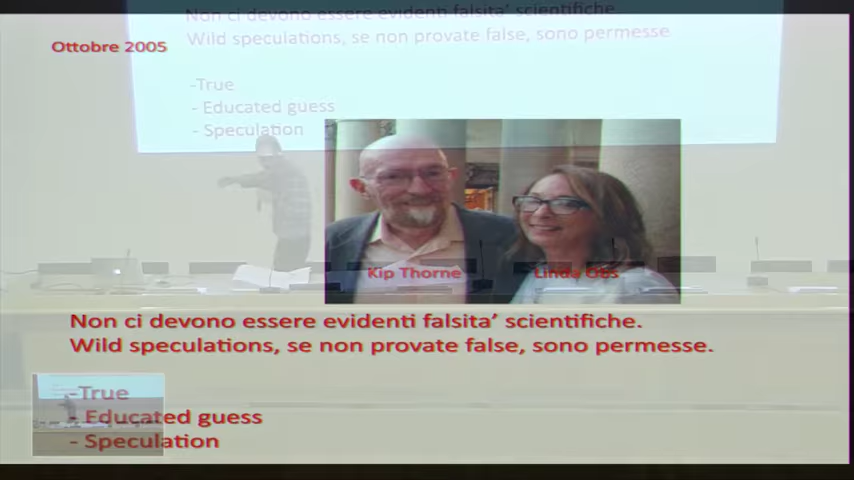 Non ci devono essere evidenti falsita' scientifiche.
Wild speculations, se non provate false, sono permesse
Ottobre 2005
-True
- Educated guess
- Speculation
Kip Thorne
Linda Obs
Non ci devono essere evidenti falsita' scientifiche.
Wild speculations, se non provate false, sono permesse.
-True
- Educated guess
- Speculation